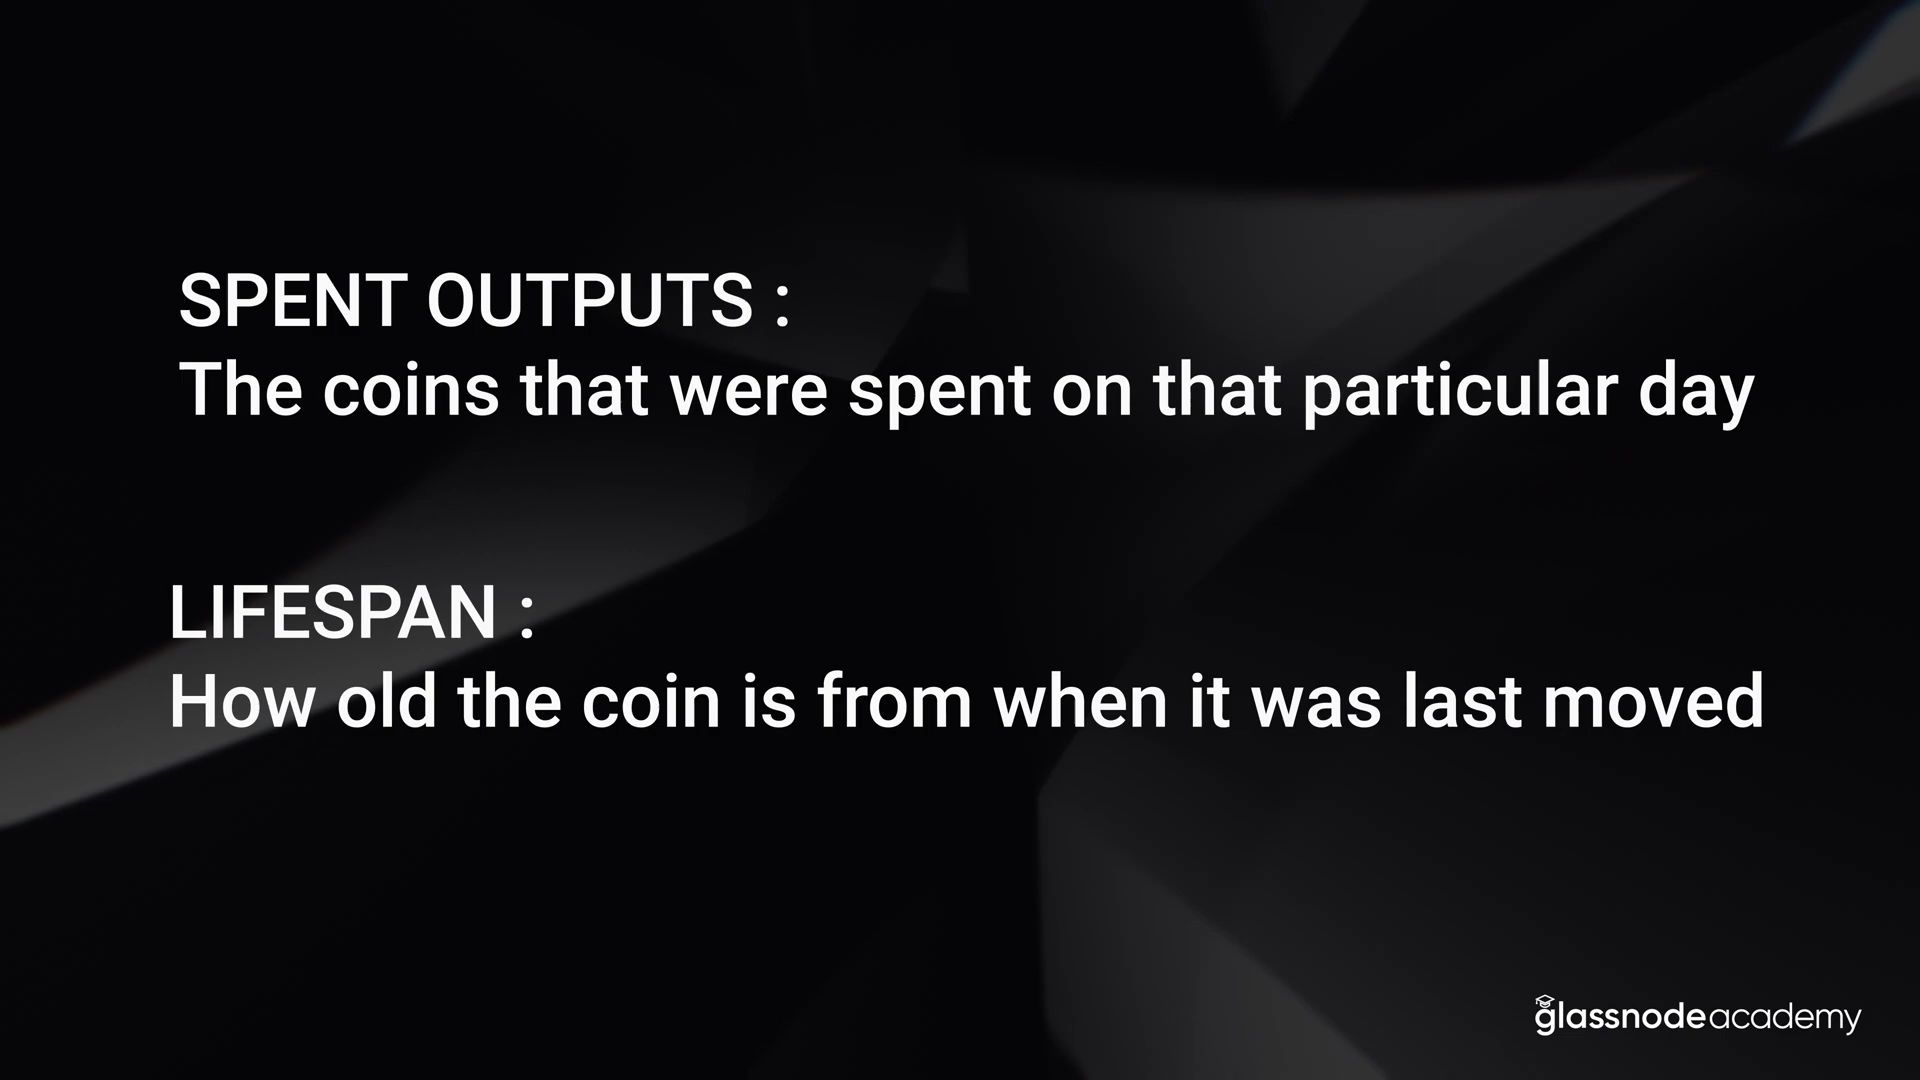 SPENT OUTPUTS :
The coins that were spent on that particular day
LIFESPAN :
How old the coin is from when it was last moved
glassnodeacademy